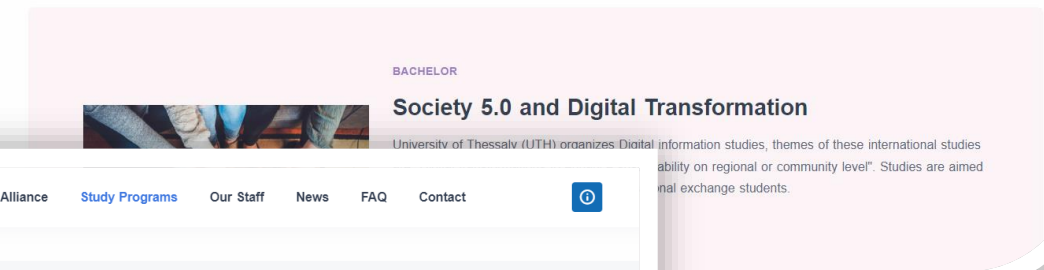 BACHELOR
Society 5.0 and Digital Transformation
University of Thessaly (UTH) organizes Digital information studies, themes of these international studies
ability on regional or community level". Studies are aimed
nal exchange students.
Alliance Study Programs Our Staff News FAQ Contact